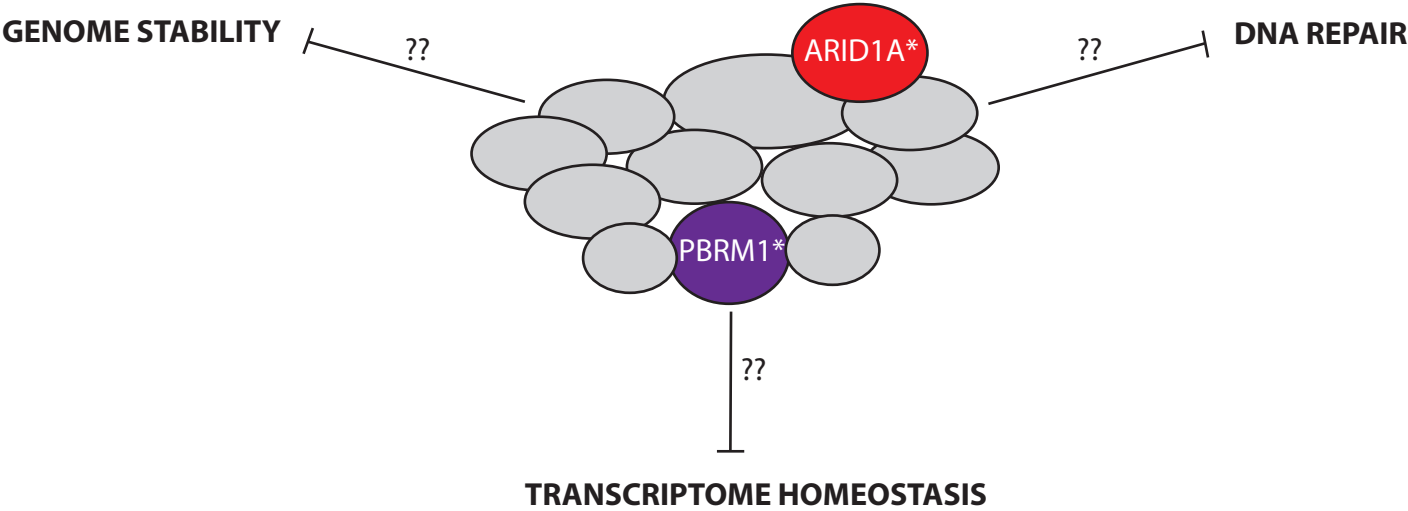 GENOME STABILITY
??
ARID1A*
??
DNA REPAIR
PBRM1*
??
TRANSCRIPTOME HOMEOSTASIS